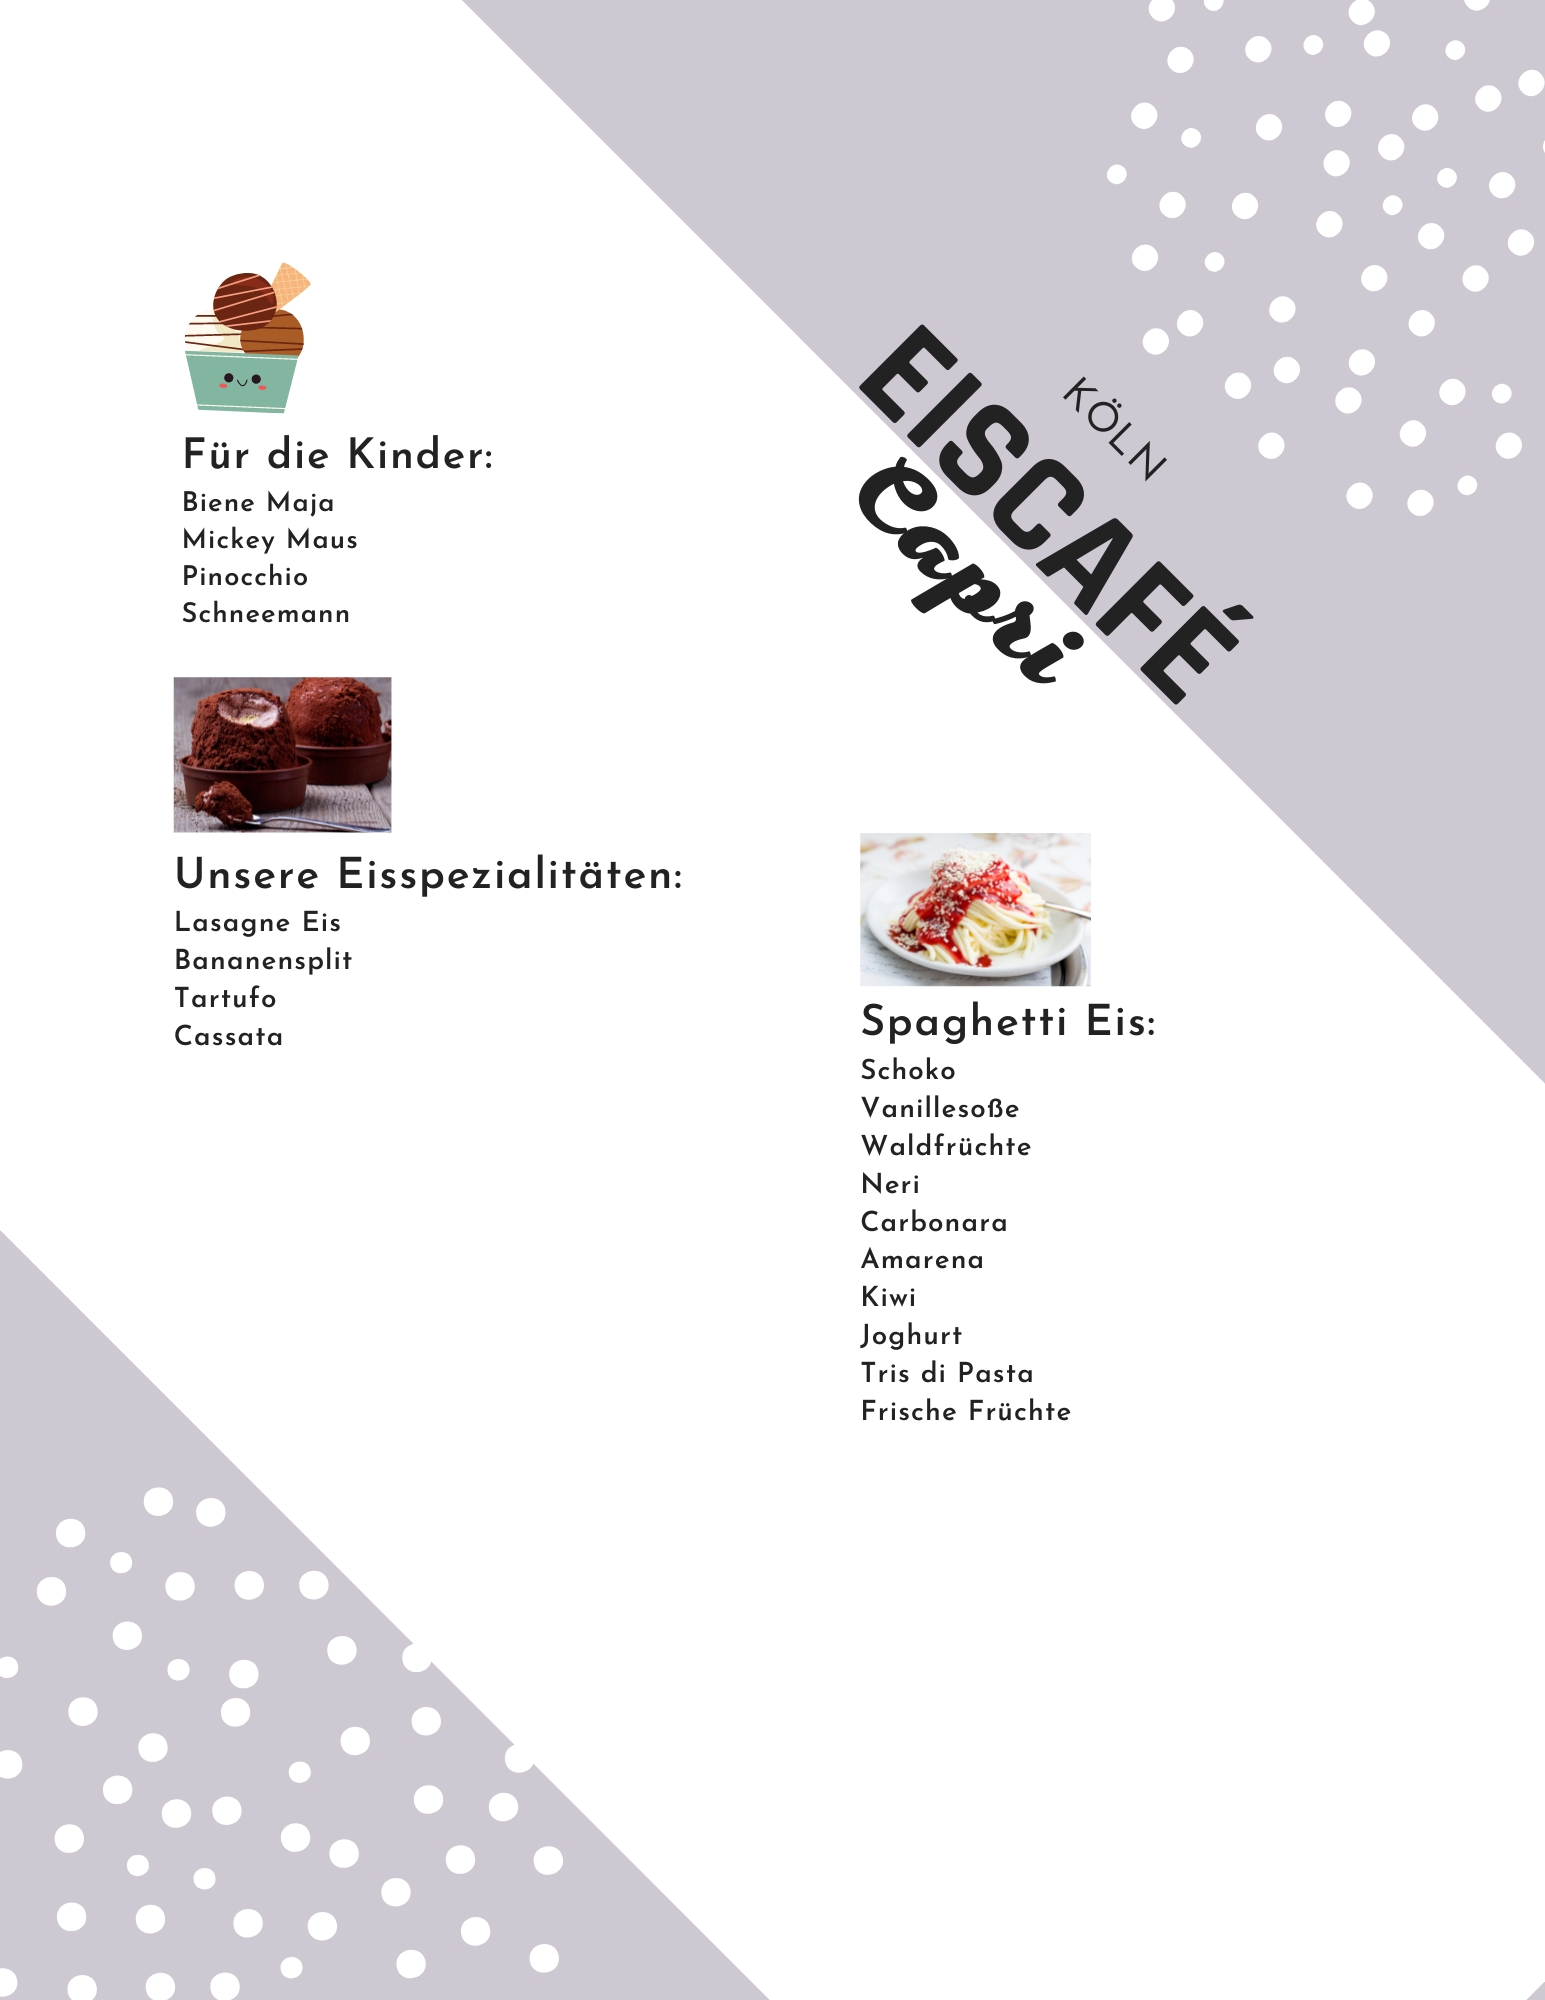 KÖLN
EISCAFÉ
Capri
Für die Kinder:
Biene Maja
Mickey Maus
Pinocchio
Schneemann
Unsere Eisspezialitäten:
Lasagne Eis
Bananensplit
Tartufo
Cassata
Spaghetti Eis:
Schoko
Vanillesoße
Waldfrüchte
Neri
Carbonara
Amarena
Kiwi
Joghurt
Tris di Pasta
Frische Früchte